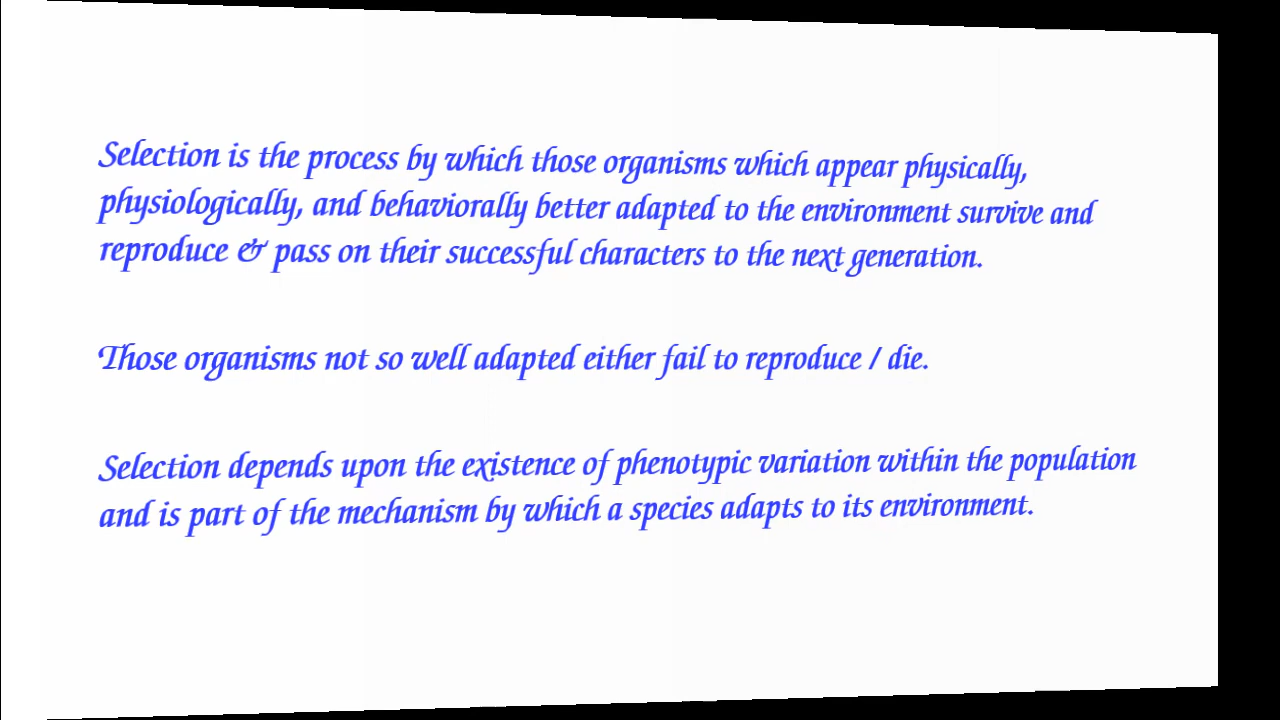 Selection is the process by which those organisms which appear physically,
physiologically, and behaviorally better adapted to the environment survive and
reproduce & pass on their successful characters to the next generation.
Those organisms not so well adapted either fail to reproduce / die.
Selection depends upon the existence of phenotypic variation within the population
and is part of the mechanism by which a species adapts to its environment.